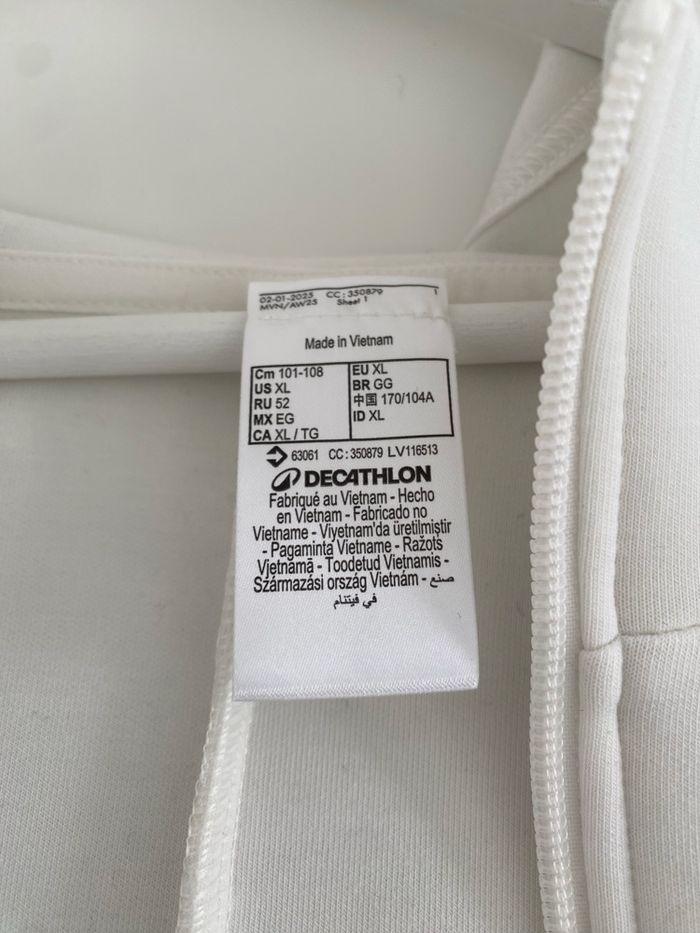 02-01-2025 CC:350879 1
MVN/AW25 Sheet 1
Made in Vietnam
Cm 101-108 EU XL
US XL BR GG
RU 52 中国 170/104A
MX EG ID XL
CA XL / TG
63061 CC:350879 LV116513
DECATHLON
Fabriqué au Vietnam - Hecho
en Vietnam - Fabricado no
Vietname - Viyetnam'da üretilmiştir
- Pagaminta Vietname - Ražots
Vjetnāmā - Toodetud Vietnamis -
Származási ország Vietnám - صنع
في فيتنام